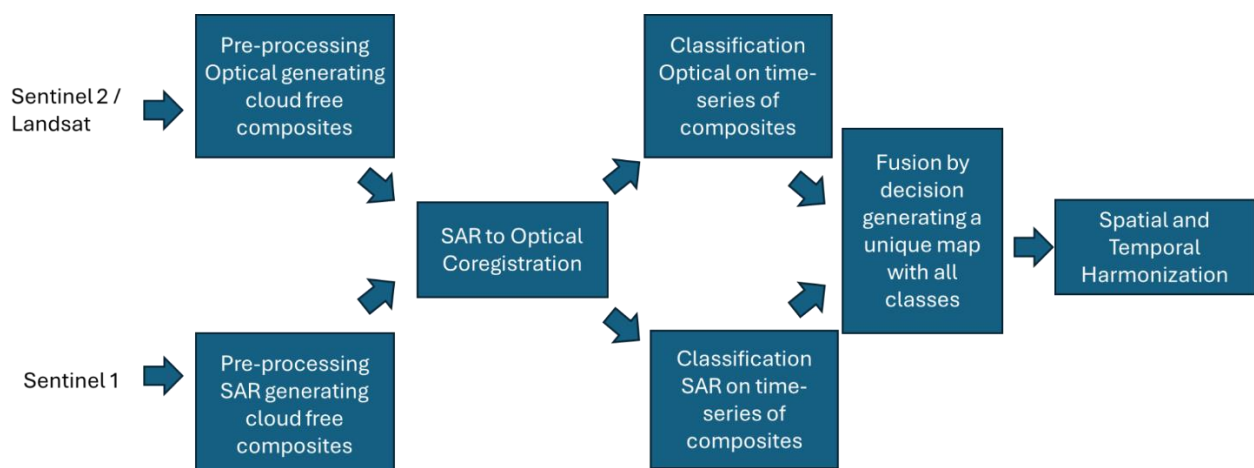 Sentinel 2 /
Landsat
Pre-processing
Optical generating
cloud free
composites
Sentinel 1
Pre-processing
SAR generating
cloud free
composites
SAR to Optical
Coregistration
Classification
Optical on time-
series of
composites
Classification
SAR on time-
series of
composites
Fusion by
decision
generating a
unique map
with all
classes
Spatial and
Temporal
Harmonization